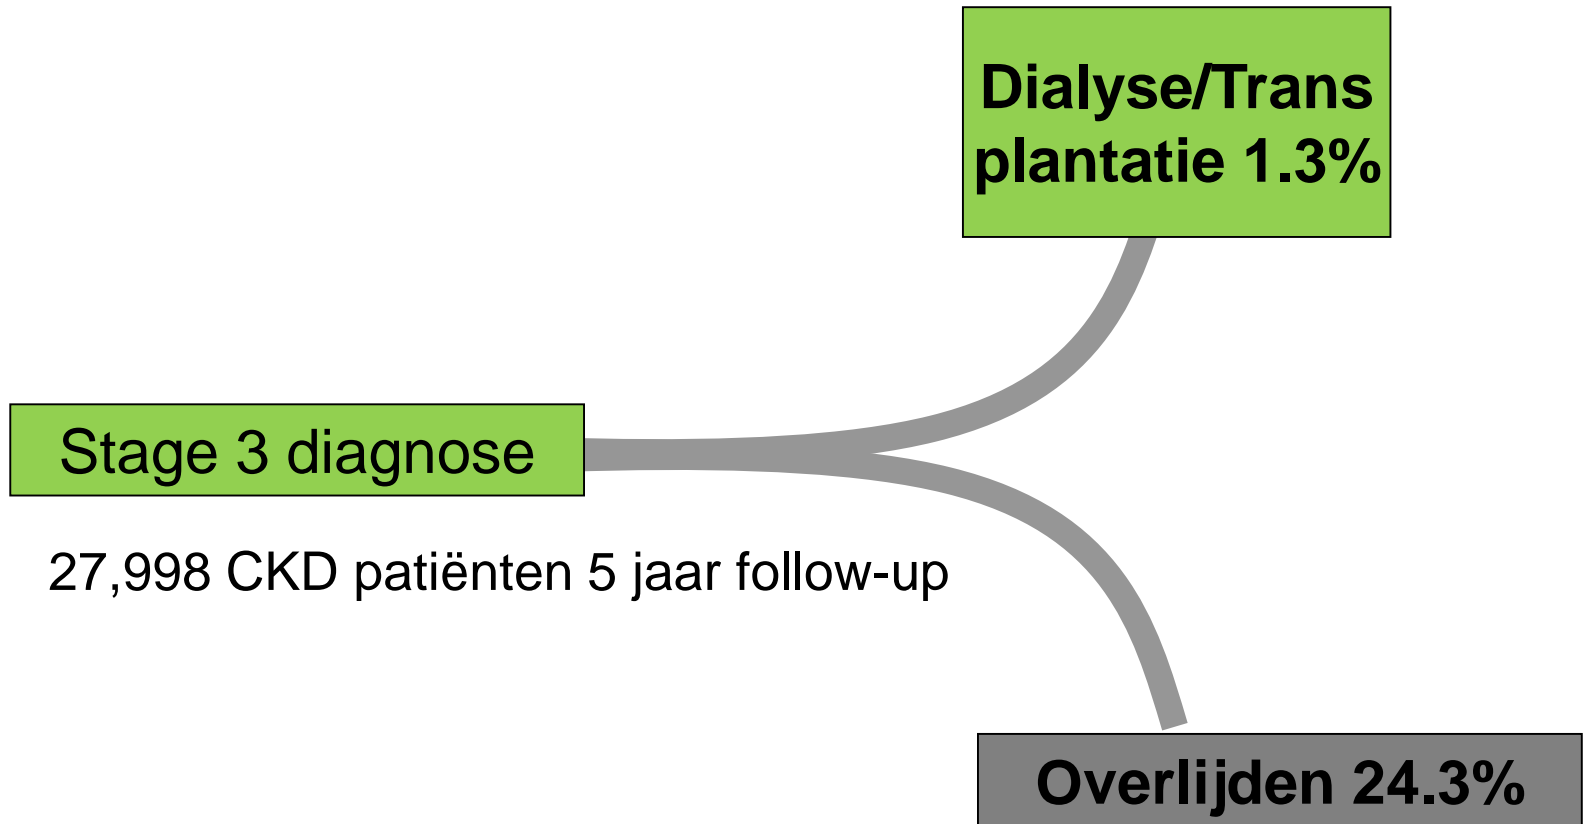 Dialyse/Trans
plantatie 1.3%
Stage 3 diagnose
27,998 CKD patiënten 5 jaar follow-up
Overlijden 24.3%